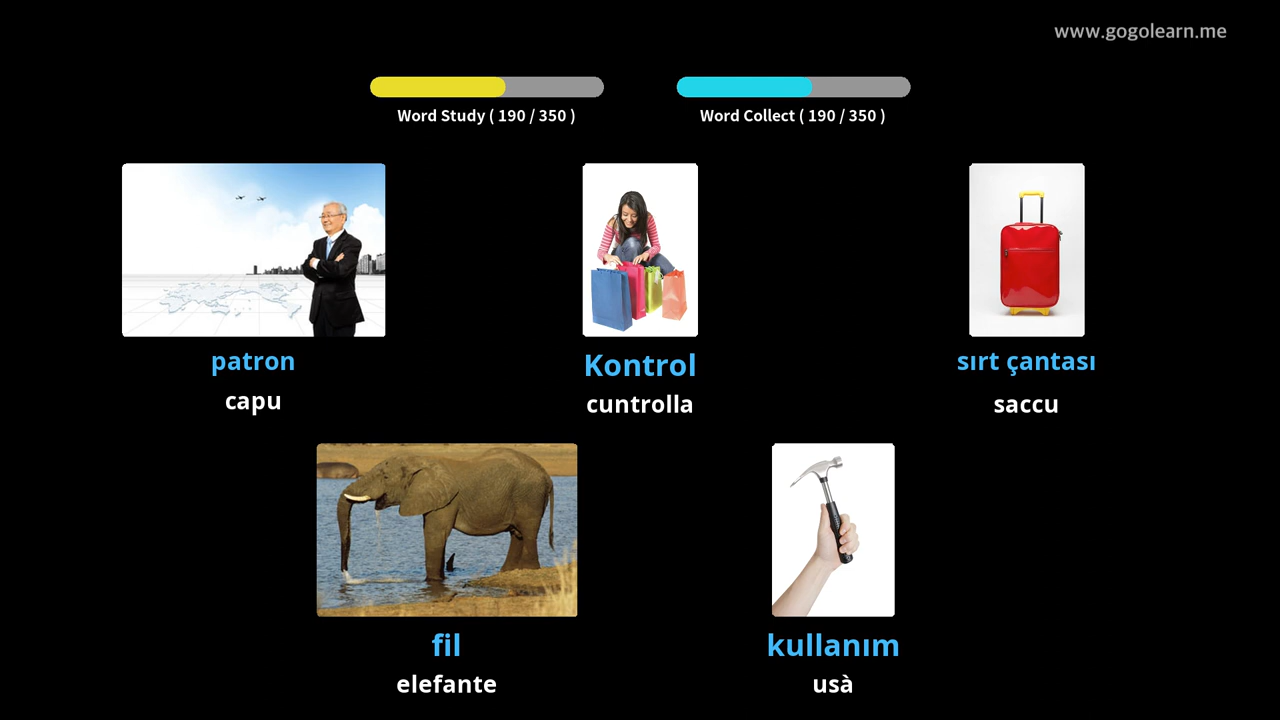 www.gogolearn.me
Word Study ( 190 / 350 )
Word Collect ( 190 / 350 )
patron
capu
Kontrol
cuntrolla
sırt çantası
saccu
fil
elefante
kullanım
usà